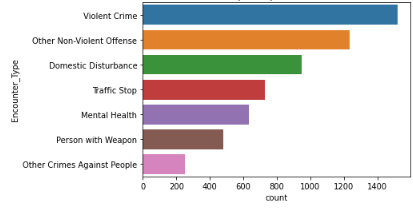 Violent Crime
Other Non-Violent Offense
Domestic Disturbance
Traffic Stop
Mental Health
Person with Weapon
Other Crimes Against People
Encounter_Type
0 200 400 600 800 1000 1200 1400
count